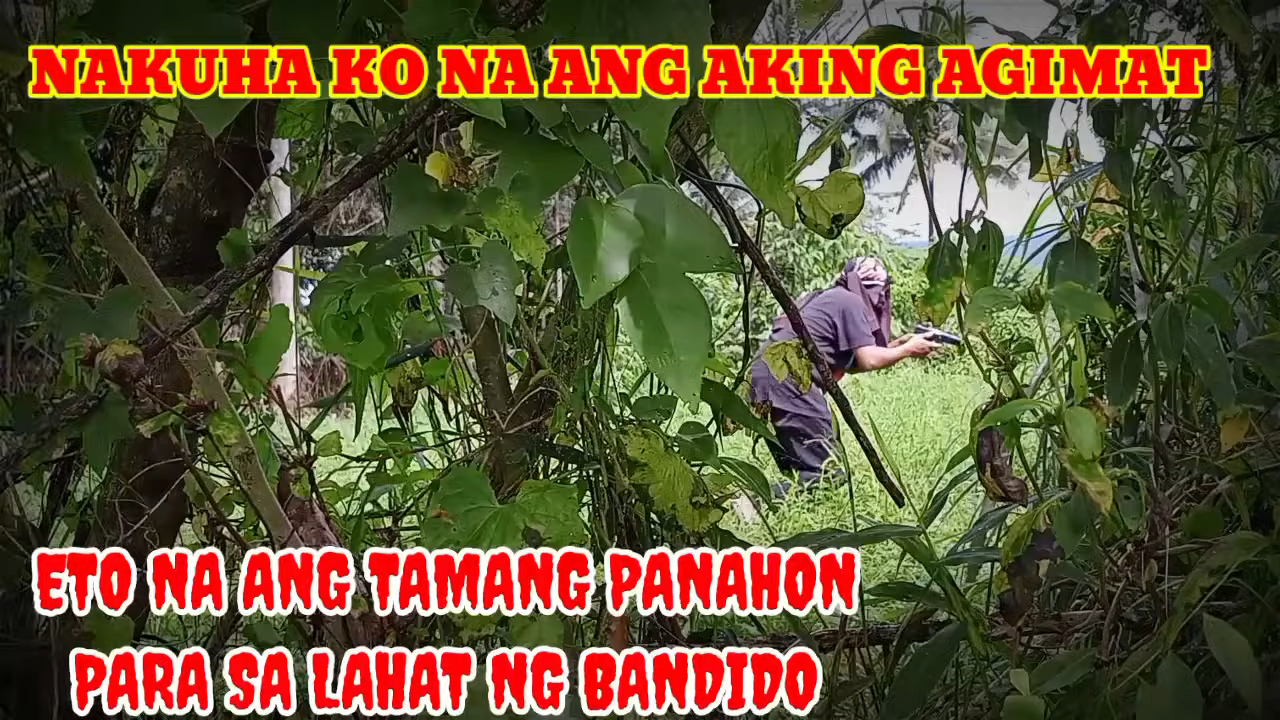 NAKUHA KO NA ANG AKING AGIMAT
ETO NA ANG TAMANG PANAHON
PARA SA LAHAT NG BANDIDO